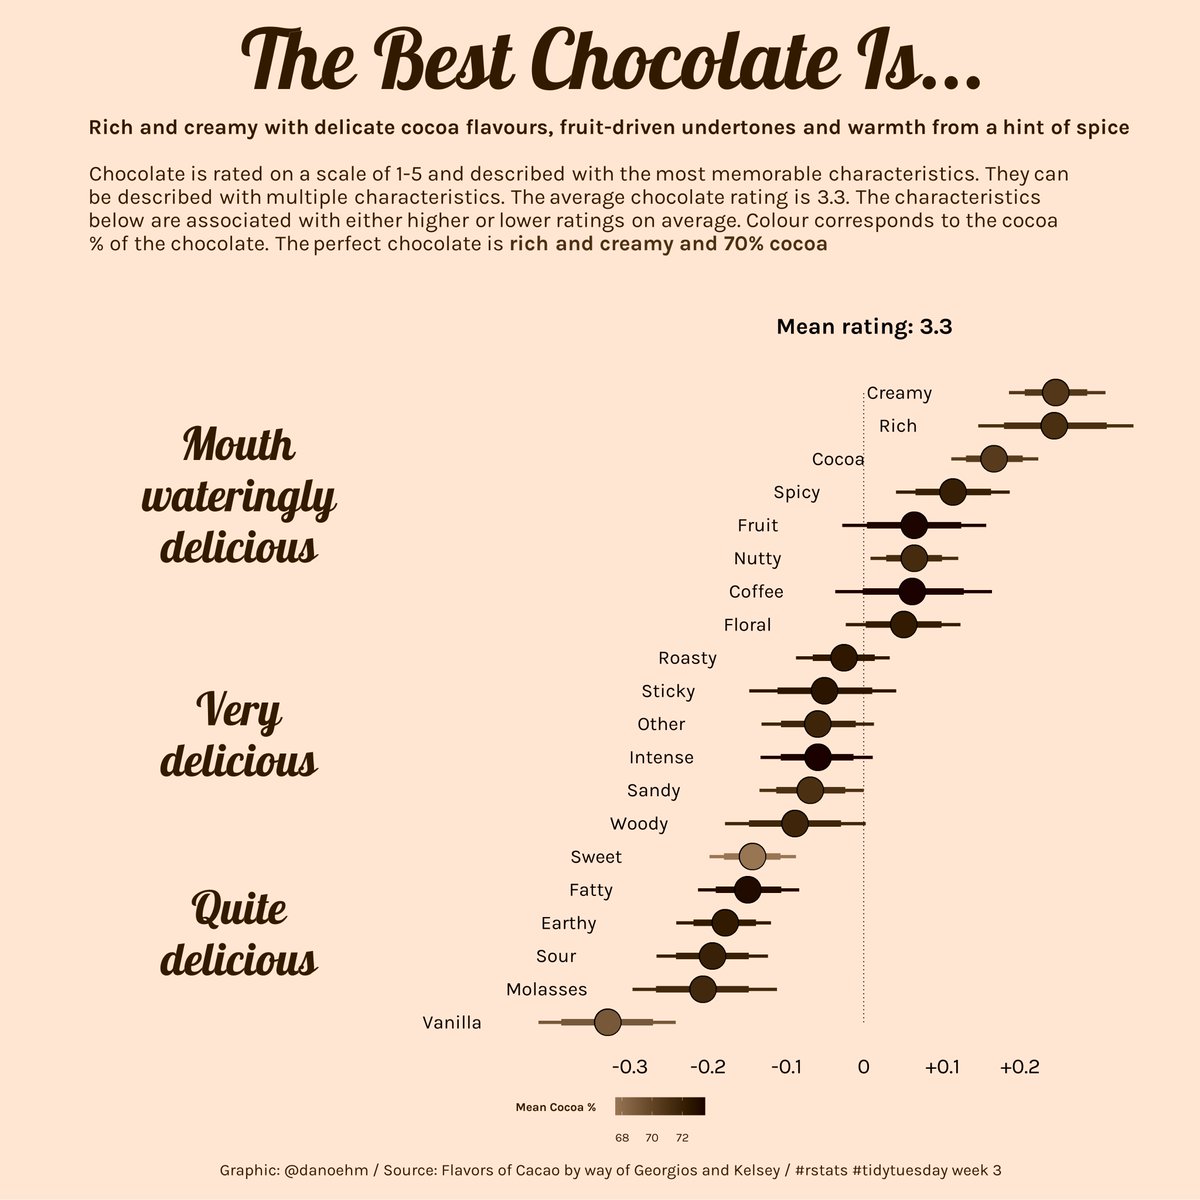 The Best Chocolate Is...
Rich and creamy with delicate cocoa flavours, fruit-driven undertones and warmth from a hint of spice
Chocolate is rated on a scale of 1-5 and described with the most memorable characteristics. They can
be described with multiple characteristics. The average chocolate rating is 3.3. The characteristics
below are associated with either higher or lower ratings on average. Colour corresponds to the cocoa
% of the chocolate. The perfect chocolate is rich and creamy and 70% cocoa
Mean rating: 3.3
Mouth
wateringly
delicious
Very
delicious
Quite
delicious
Creamy
Rich
Cocoa
Spicy
Fruit
Nutty
Coffee
Floral
Roasty
Sticky
Other
Intense
Sandy
Woody
Sweet
Fatty
Earthy
Sour
Molasses
Vanilla
-0.3 -0.2 -0.1 0 +0.1 +0.2
Mean Cocoa %
68 70 72
Graphic: @danoehm / Source: Flavors of Cacao by way of Georgios and Kelsey / #rstats #tidytuesday week 3